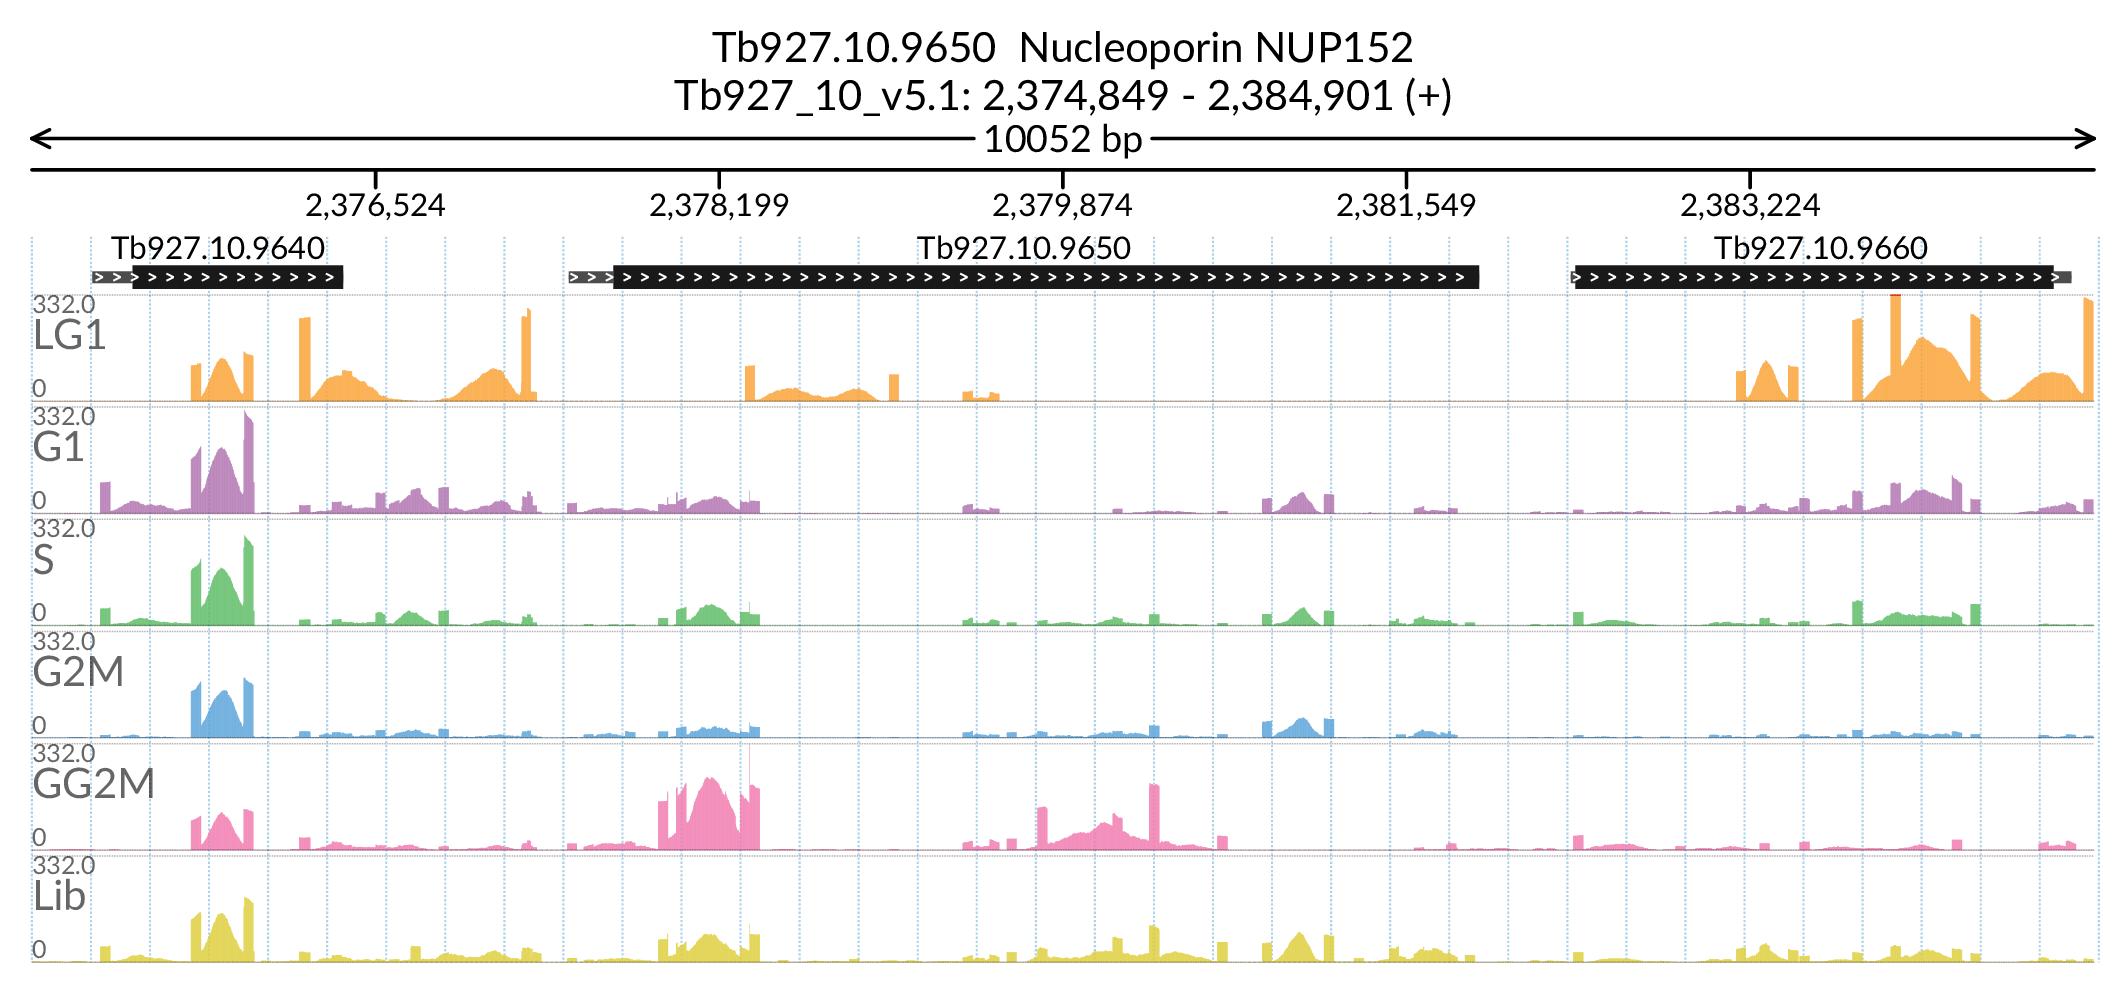 Tb927.10.9650  Nucleoporin NUP152
Tb927_10_v5.1: 2,374,849 - 2,384,901 (+)
10052 bp
2,376,524 2,378,199 2,379,874 2,381,549 2,383,224
Tb927.10.9640 Tb927.10.9650 Tb927.10.9660
332.0
LG1
0
332.0
G1
0
332.0
S
0
332.0
G2M
0
332.0
GG2M
0
332.0
Lib
0